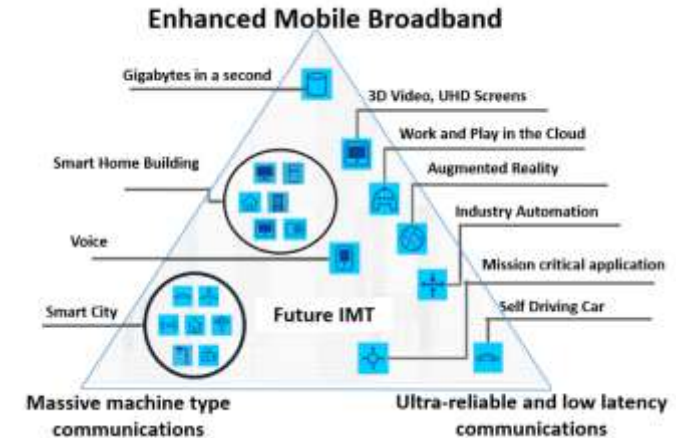 Enhanced Mobile Broadband
Gigabytes in a second
3D Video, UHD Screens
Work and Play in the Cloud
Smart Home Building
Augmented Reality
Industry Automation
Voice
Mission critical application
Self Driving Car
Smart City
Future IMT
Massive machine type
communications
Ultra-reliable and low latency
communications